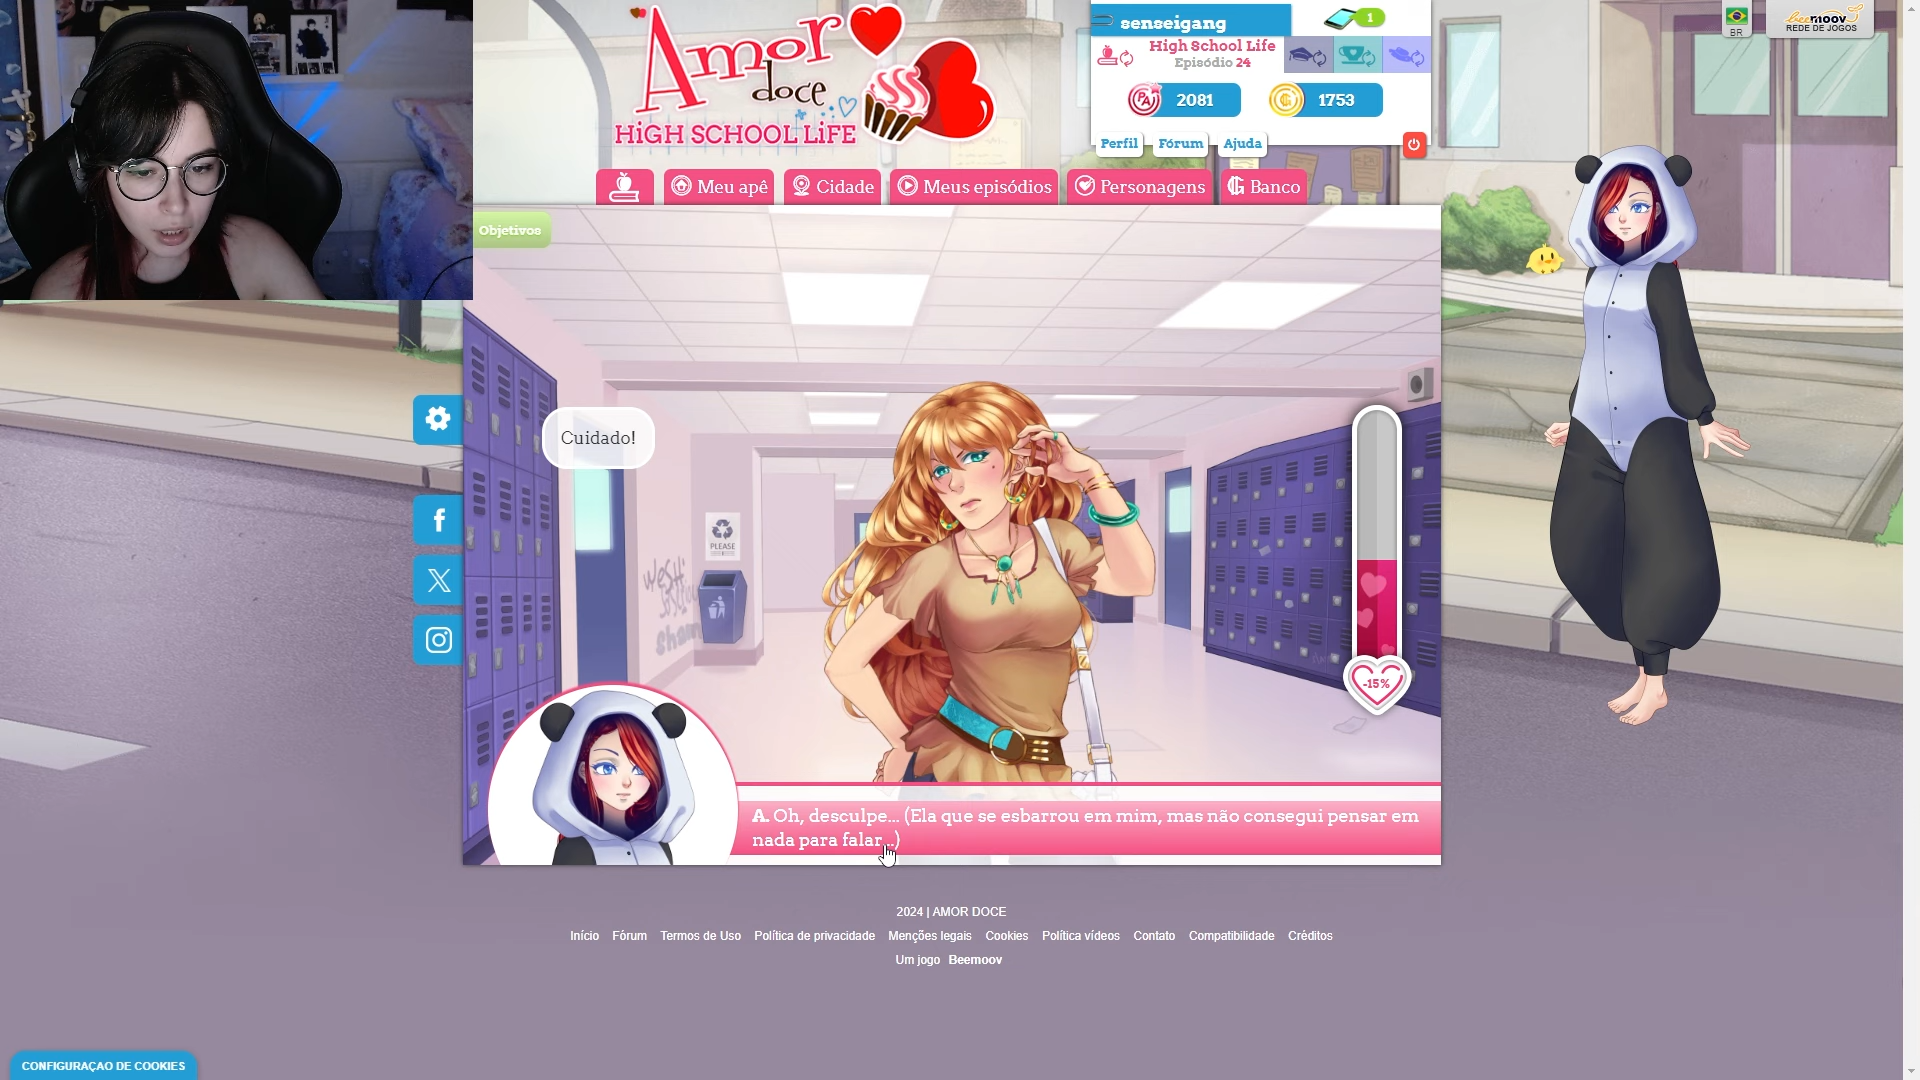 Amor
doce
HiGH SCHOOL LiFE
senseigang
1
High School Life
Episódio 24
PA
2081
1753
Perfil
Fórum
Ajuda
BR
beemoov
REDE DE JOGOS
Meu apê
Cidade
Meus episódios
Personagens
Banco
Objetivos
Cuidado!
PLEASE
-15%
A. Oh, desculpe... (Ela que se esbarrou em mim, mas não consegui pensar em
nada para falar...)
2024 | AMOR DOCE
Início
Fórum
Termos de Uso
Política de privacidade
Menções legais
Cookies
Política vídeos
Contato
Compatibilidade
Créditos
Um jogo Beemoov
CONFIGURAÇAO DE COOKIES